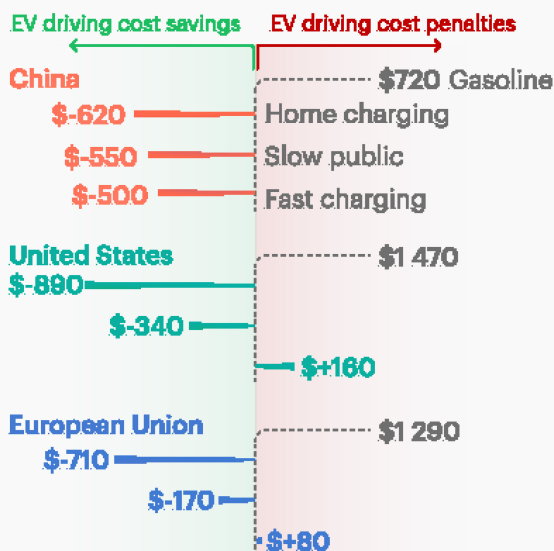 EV driving cost savings EV driving cost penalties
China
$720 Gasoline
$-620 Home charging
$-550 Slow public
$-500 Fast charging
United States
$1 470
$-890
$-340
$+160
European Union
$1 290
$-710
$-170
$+80